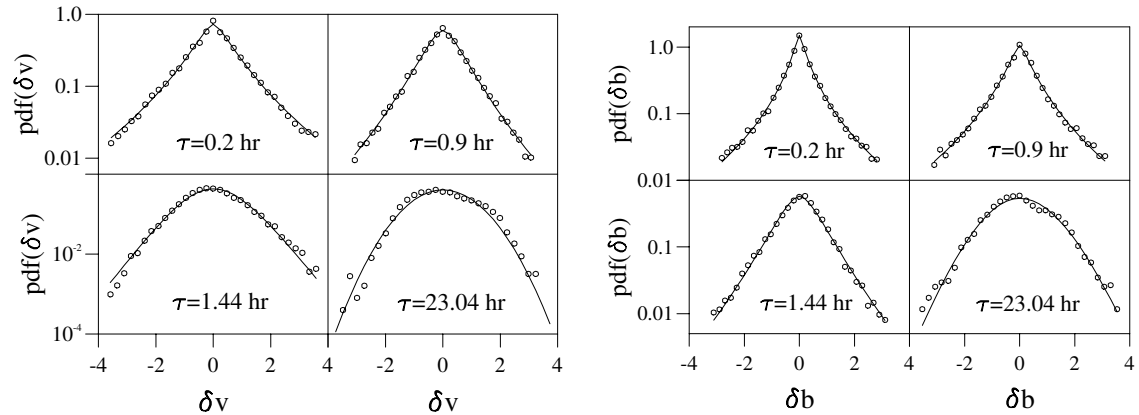 pdf(δv)
1.0
0.1
0.01
τ=0.2 hr
τ=0.9 hr
pdf(δv)
10⁻²
10⁻⁴
τ=1.44 hr
τ=23.04 hr
4 -2 0 2 4 -2 0 2 4
δv δv
pdf(δb)
1.0
0.1
0.01
τ=0.2 hr
τ=0.9 hr
pdf(δb)
0.1
0.01
τ=1.44 hr
τ=23.04 hr
4 -2 0 2 4 -2 0 2 4
δb δb